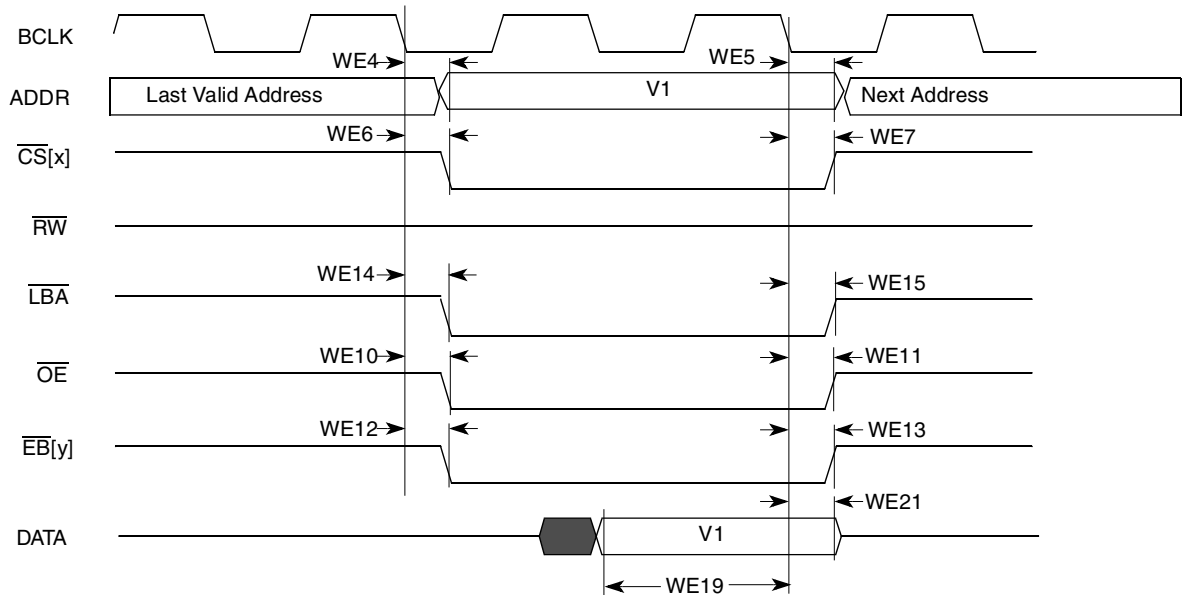 BCLK
WE4
WE5
ADDR
Last Valid Address
V1
Next Address
WE6
WE7
CS[x]
RW
WE14
WE15
LBA
WE10
WE11
OE
WE12
WE13
EB[y]
WE21
DATA
V1
WE19